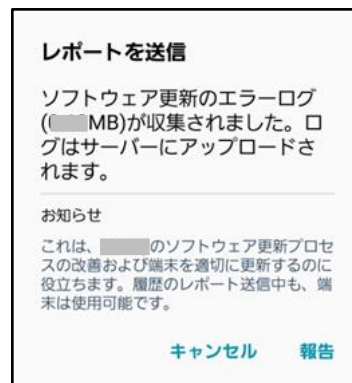 レポートを送信
ソフトウェア更新のエラーログ
(MB)が収集されました。ロ
グはサーバーにアップロードさ
れます。
お知らせ
これは、のソフトウェア更新プロセ
スの改善および端末を適切に更新するのに
役立ちます。履歴のレポート送信中も、端
末は使用可能です。
キャンセル 報告